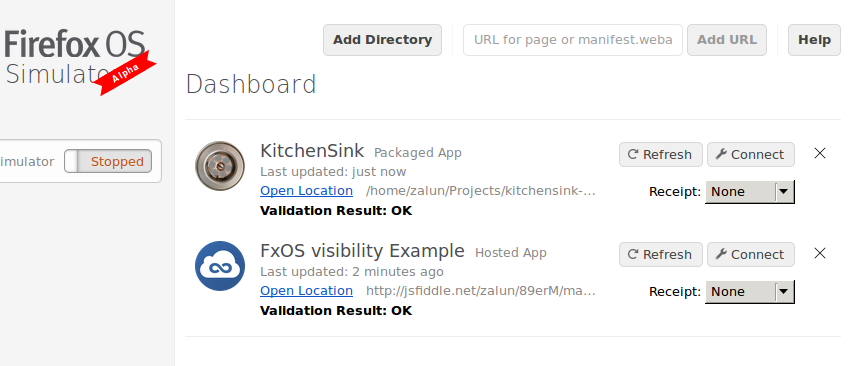 Firefox OS
Simulato
Alpha
imulator
Stopped
Add Directory
URL for page or manifest.weba
Add URL
Help
Dashboard
KitchenSink Packaged App
Last updated: just now
Open Location /home/zalun/Projects/kitchensink-...
Validation Result: OK
Refresh
Connect
Receipt: None
FxOS visibility Example Hosted App
Last updated: 2 minutes ago
Open Location http://jsfiddle.net/zalun/89erM/ma...
Validation Result: OK
Refresh
Connect
Receipt: None